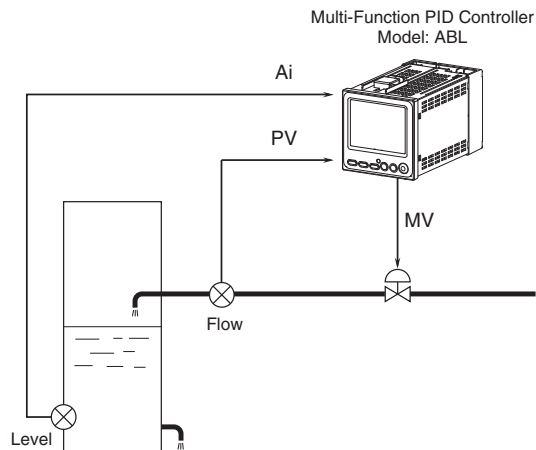 Multi-Function PID Controller
Model: ABL
Ai
PV
MV
Flow
Level